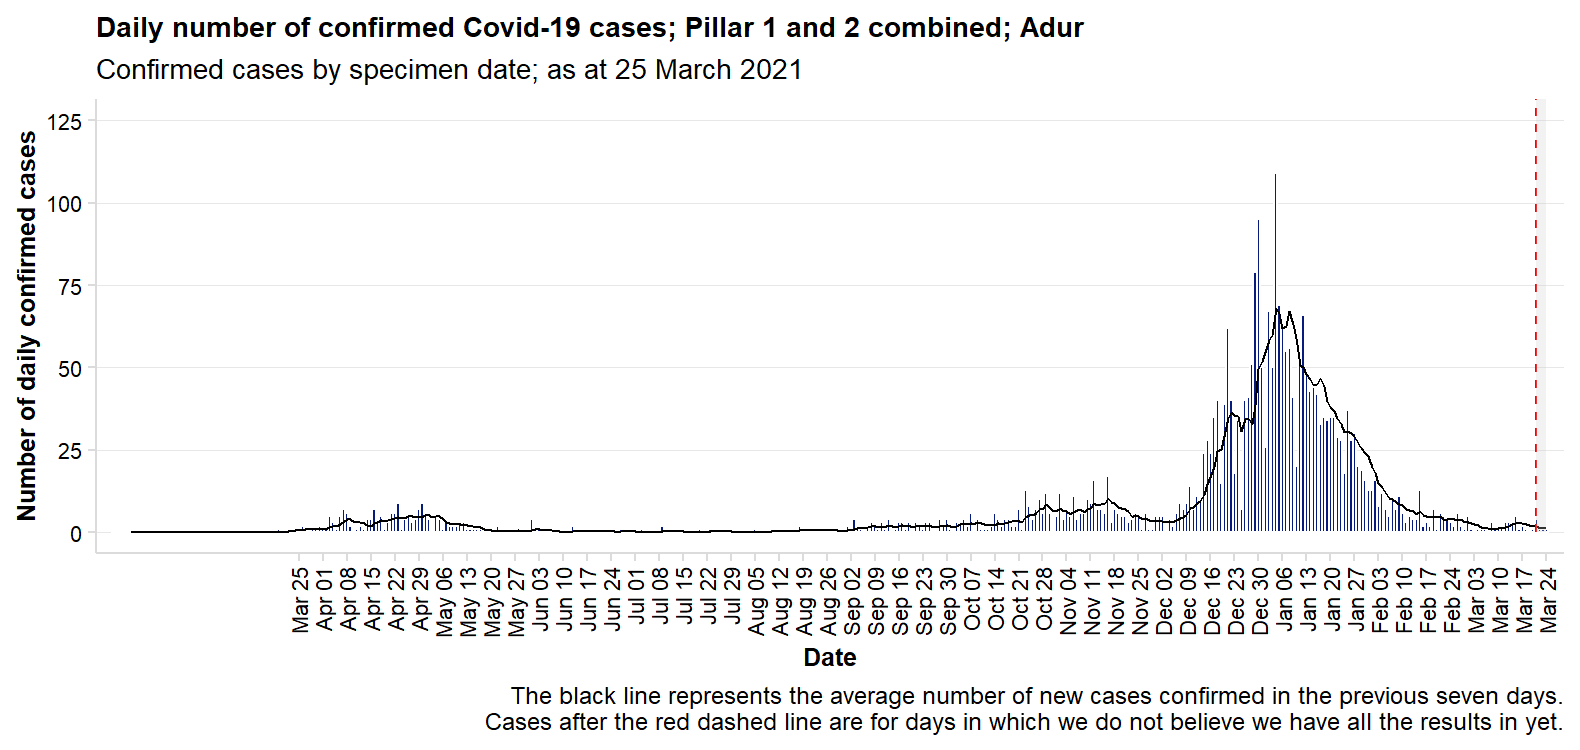 Daily number of confirmed Covid-19 cases; Pillar 1 and 2 combined; Adur
Confirmed cases by specimen date; as at 25 March 2021
Number of daily confirmed cases
125
100
75
50
25
0
Mar 25
Apr 01
Apr 08
Apr 15
Apr 22
Apr 29
May 06
May 13
May 20
May 27
Jun 03
Jun 10
Jun 17
Jun 24
Jul 01
Jul 08
Jul 15
Jul 22
Jul 29
Aug 05
Aug 12
Aug 19
Aug 26
Sep 02
Sep 09
Sep 16
Sep 23
Sep 30
Oct 07
Oct 14
Oct 21
Oct 28
Nov 04
Nov 11
Nov 18
Nov 25
Dec 02
Dec 09
Dec 16
Dec 23
Dec 30
Jan 06
Jan 13
Jan 20
Jan 27
Feb 03
Feb 10
Feb 17
Feb 24
Mar 03
Mar 10
Mar 17
Mar 24
Date
The black line represents the average number of new cases confirmed in the previous seven days.
Cases after the red dashed line are for days in which we do not believe we have all the results in yet.